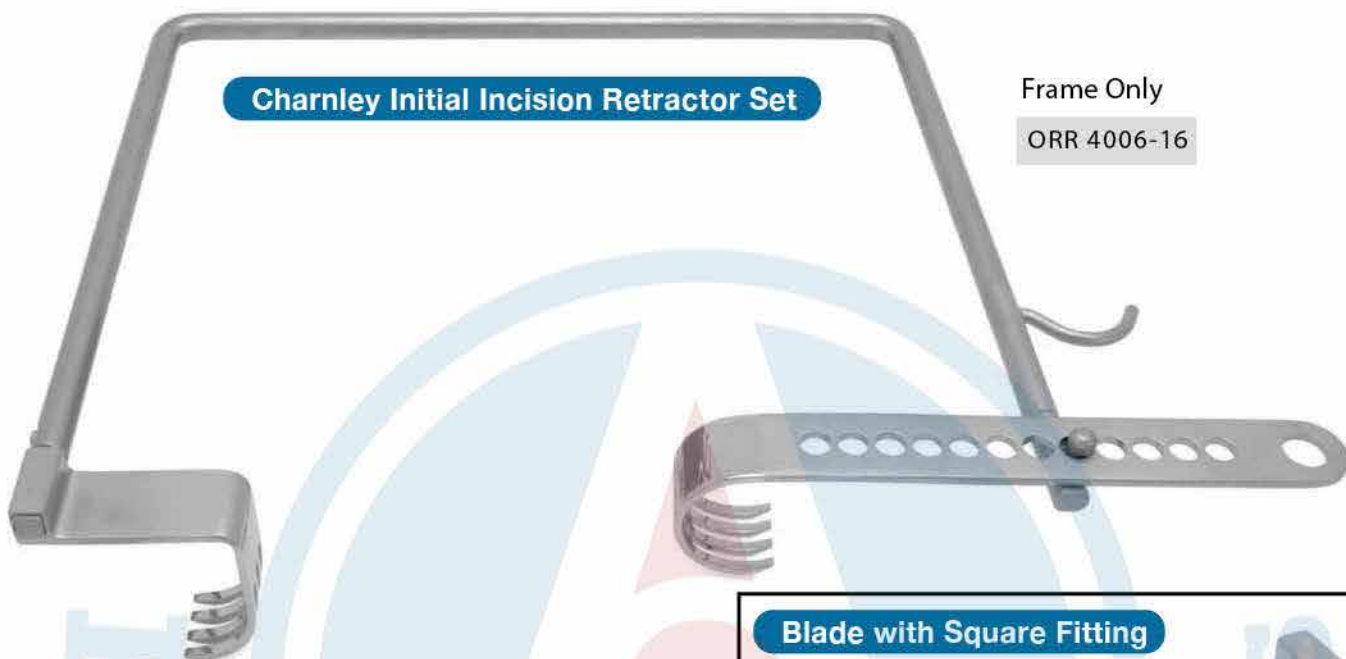 Charnley Initial Incision Retractor Set
Frame Only
ORR 4006-16
Blade with Square Fitting